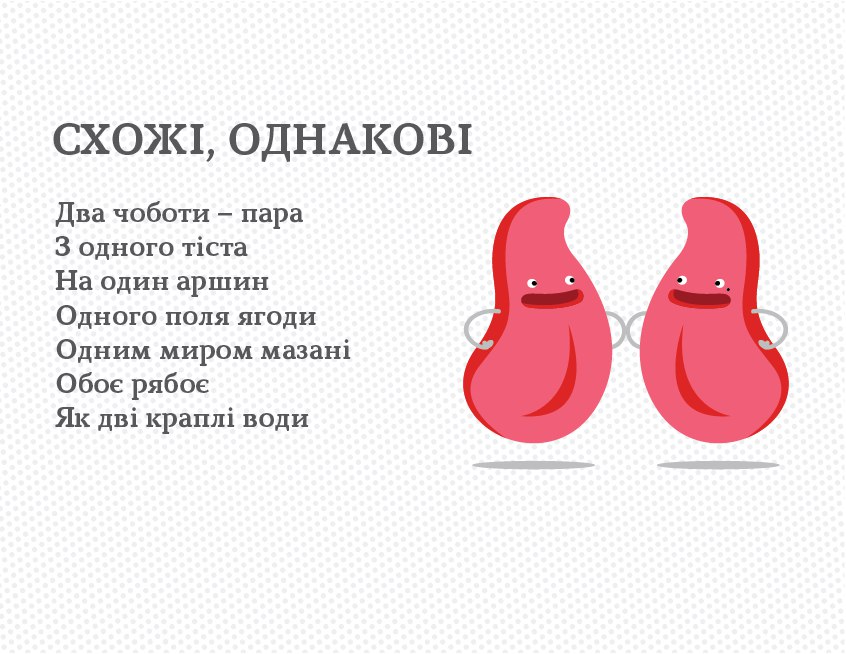 СХОЖІ, ОДНАКОВІ
Два чоботи – пара
З одного тіста
На один аршин
Одного поля ягоди
Одним миром мазані
Обоє рябоє
Як дві краплі води